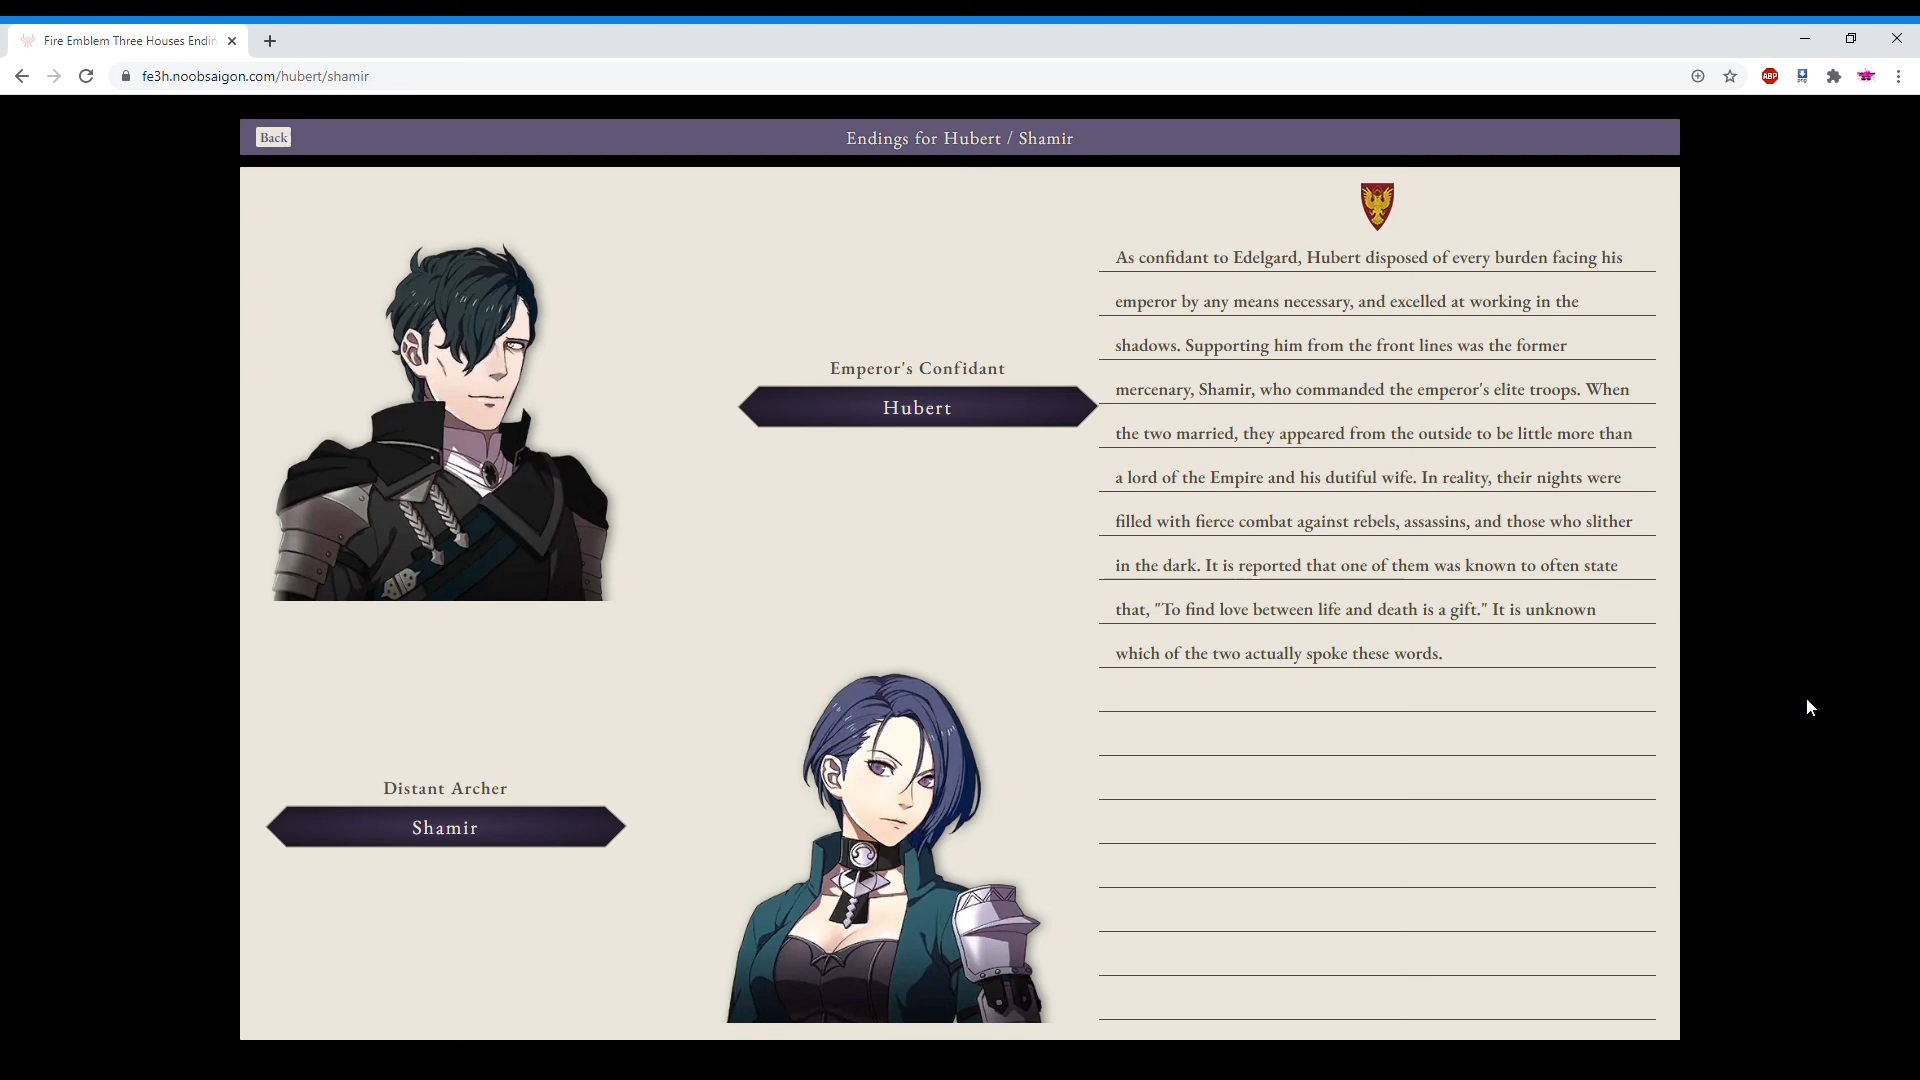 Fire Emblem Three Houses Endin
fe3h.noobsaigon.com/hubert/shamir
ABP
Back
Endings for Hubert / Shamir
Emperor's Confidant
Hubert
Distant Archer
Shamir
As confidant to Edelgard, Hubert disposed of every burden facing his
emperor by any means necessary, and excelled at working in the
shadows. Supporting him from the front lines was the former
mercenary, Shamir, who commanded the emperor's elite troops. When
the two married, they appeared from the outside to be little more than
a lord of the Empire and his dutiful wife. In reality, their nights were
filled with fierce combat against rebels, assassins, and those who slither
in the dark. It is reported that one of them was known to often state
that, "To find love between life and death is a gift." It is unknown
which of the two actually spoke these words.